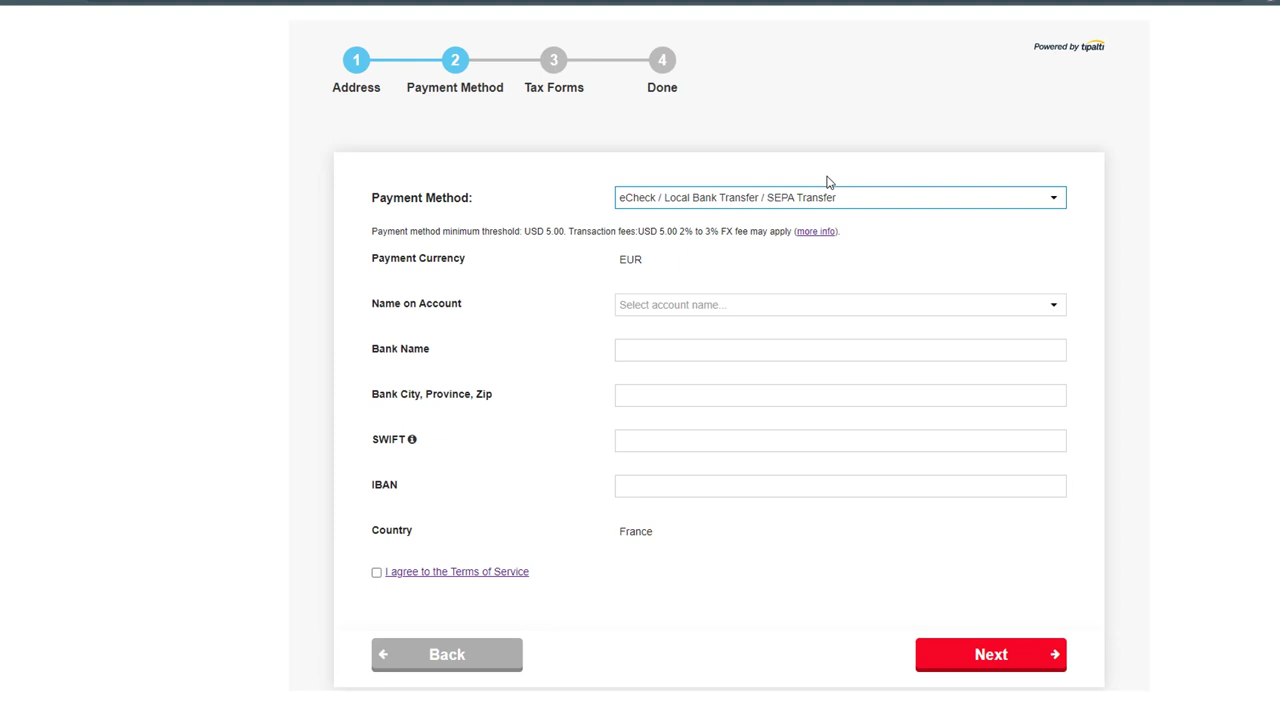 Powered by tipalti
1 2 3 4
Address Payment Method Tax Forms Done
Payment Method: eCheck / Local Bank Transfer / SEPA Transfer
Payment method minimum threshold: USD 5.00. Transaction fees:USD 5.00 2% to 3% FX fee may apply (more info).
Payment Currency EUR
Name on Account Select account name...
Bank Name
Bank City, Province, Zip
SWIFT
IBAN
Country France
I agree to the Terms of Service
Back Next